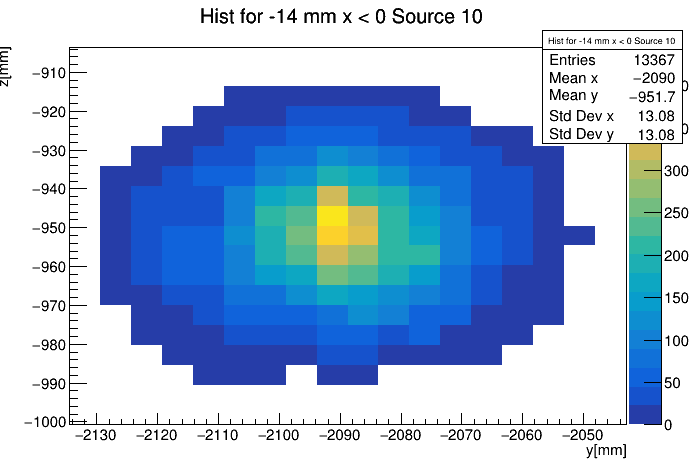 Hist for -14 mm x < 0 Source 10
z[mm]
Hist for -14 mm x < 0 Source 10
Entries 13367
Mean x −2090
Mean y −951.7
Std Dev x 13.08
Std Dev y 13.08
−910
−920
−930
−940
−950
−960
−970
−980
−990
−1000
−2130 −2120 −2110 −2100 −2090 −2080 −2070 −2060 −2050
y[mm]
300
250
200
150
100
50
0